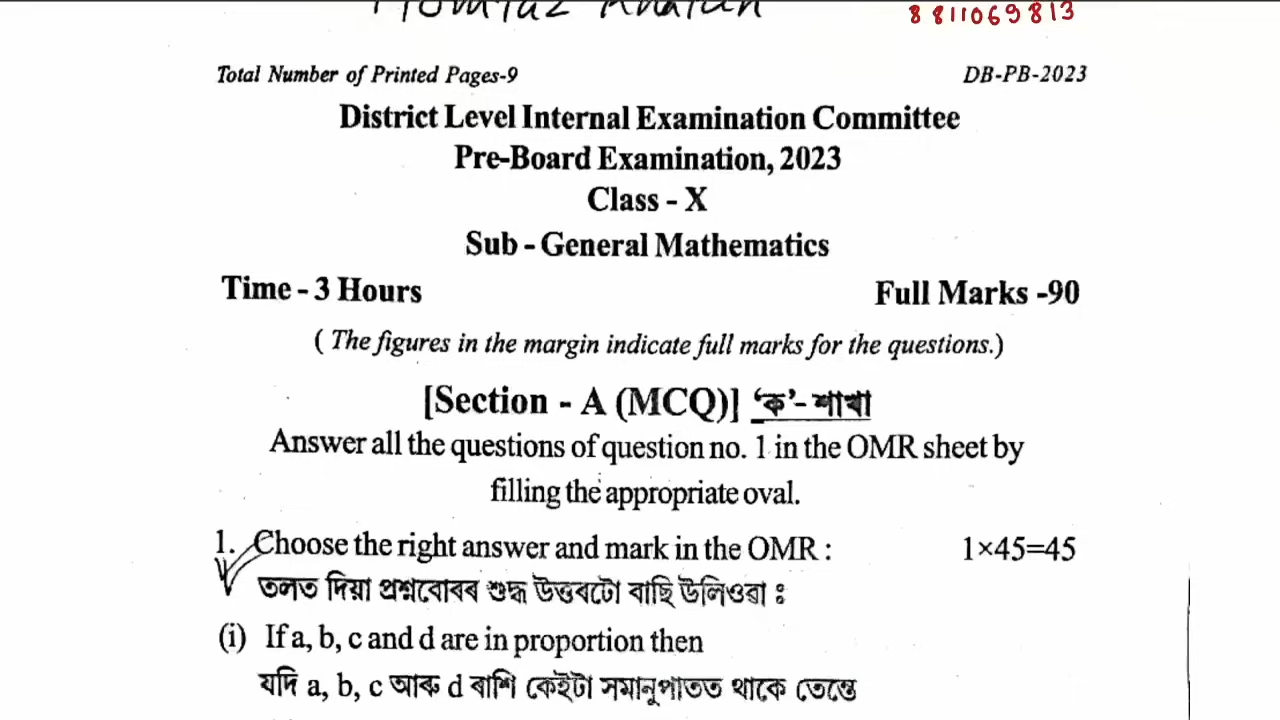 8811069813
Total Number of Printed Pages-9 DB-PB-2023
District Level Internal Examination Committee
Pre-Board Examination, 2023
Class - X
Sub - General Mathematics
Time - 3 Hours Full Marks -90
( The figures in the margin indicate full marks for the questions.)
[Section - A (MCQ)] ‘ক’- শাখা
Answer all the questions of question no. 1 in the OMR sheet by
filling the appropriate oval.
1. Choose the right answer and mark in the OMR : 1×45=45
তলত দিয়া প্ৰশ্নবোৰৰ শুদ্ধ উত্তৰটো বাছি উলিওৱা ঃ
(i) If a, b, c and d are in proportion then
যদি a, b, c আৰু d ৰাশি কেইটা সমানুপাতত থাকে তেন্তে